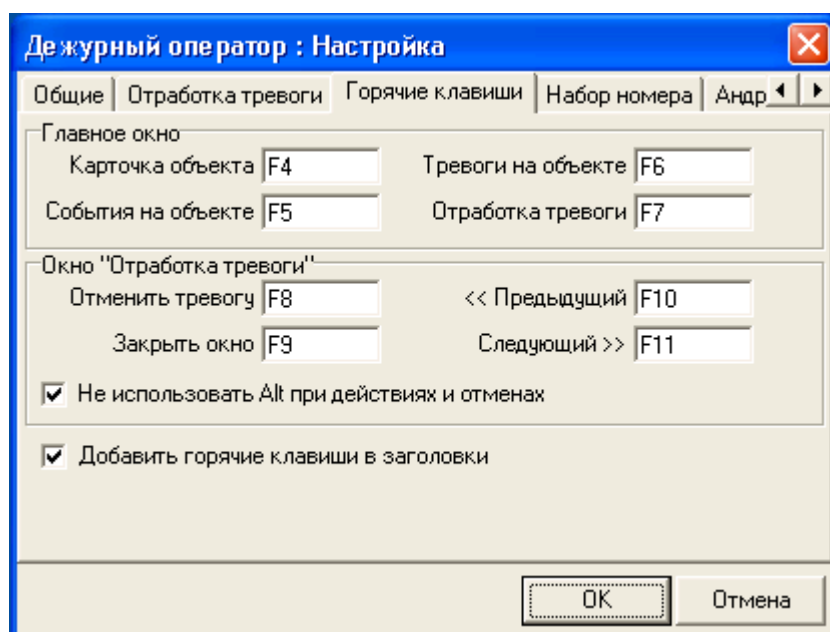 Дежурный оператор : Настройка
Общие Отработка тревоги Горячие клавиши Набор номера Андр
Главное окно
Карточка объекта F4 Тревоги на объекте F6
События на объекте F5 Отработка тревоги F7
Окно "Отработка тревоги"
Отменить тревогу F8 << Предыдущий F10
Закрыть окно F9 Следующий >> F11
Не использовать Alt при действиях и отменах
Добавить горячие клавиши в заголовки
OK Отмена